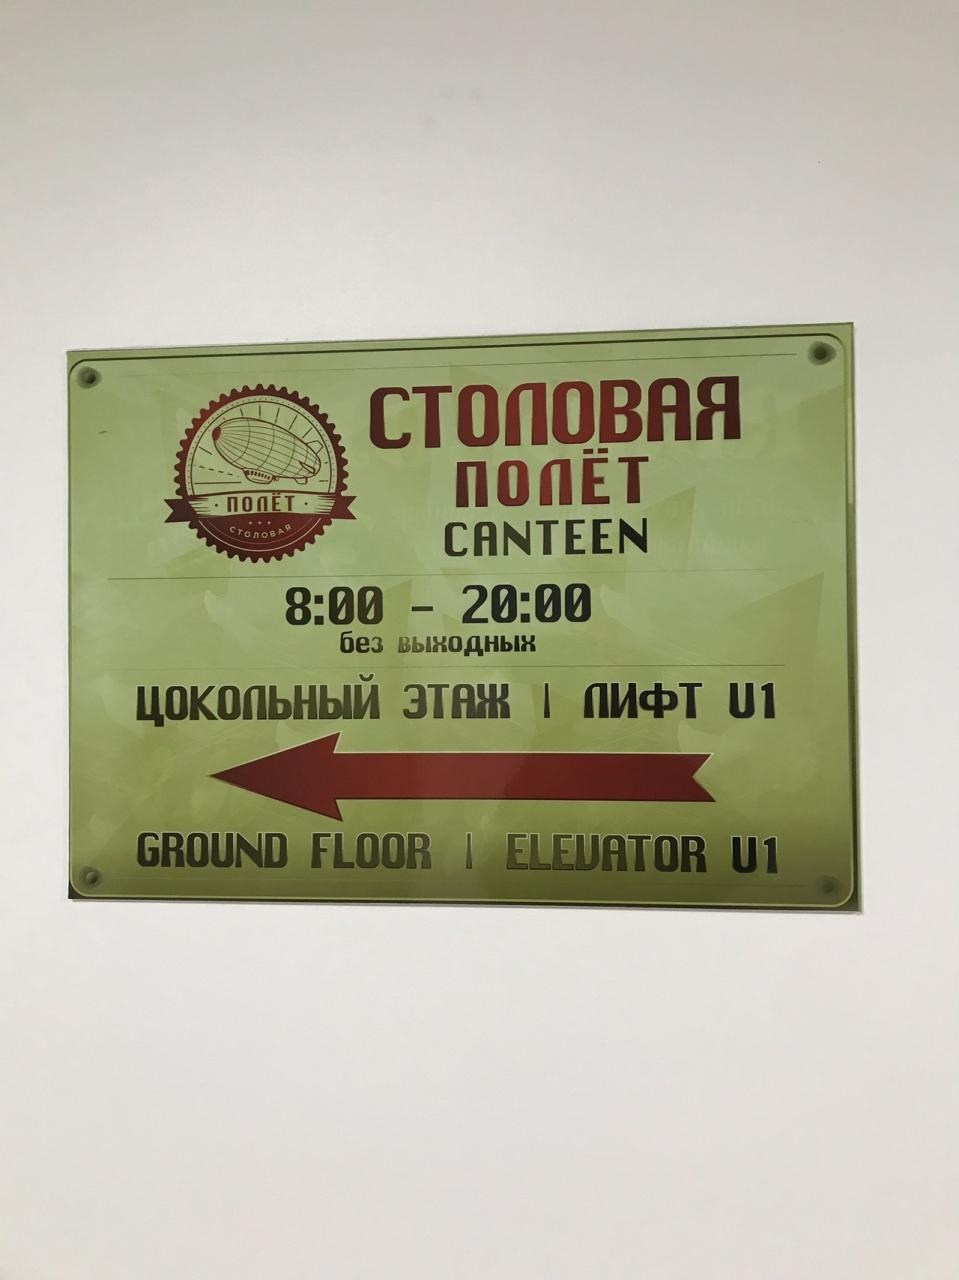 ПОЛЁТ
СТОЛОВАЯ
СТОЛОВАЯ
ПОЛЁТ
CANTEEN
8:00 - 20:00
без выходных
ЦОКОЛЬНЫЙ ЭТАЖ | ЛИФТ U1
GROUND FLOOR | ELEVATOR U1